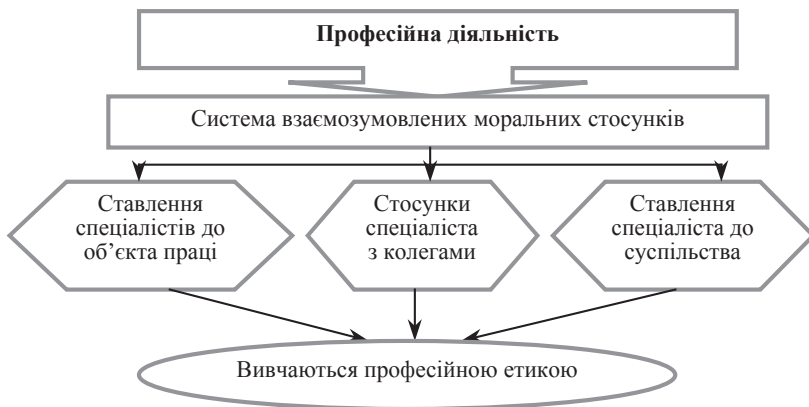 Професійна діяльність
Система взаємозумовлених моральних стосунків
Ставлення
спеціалістів до
об’єкта праці
Стосунки
спеціаліста
з колегами
Ставлення
спеціаліста до
суспільства
Вивчаються професійною етикою